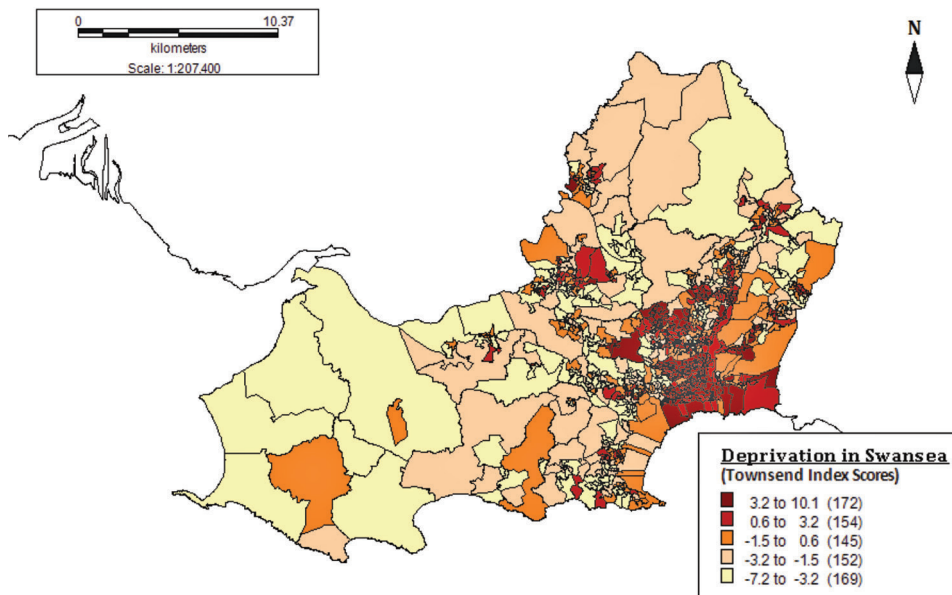 0 10.37
kilometers
Scale: 1:207.400
N
Deprivation in Swansea
(Townsend Index Scores)
3.2 to 10.1 (172)
0.6 to 3.2 (154)
-1.5 to 0.6 (145)
-3.2 to -1.5 (152)
-7.2 to -3.2 (169)